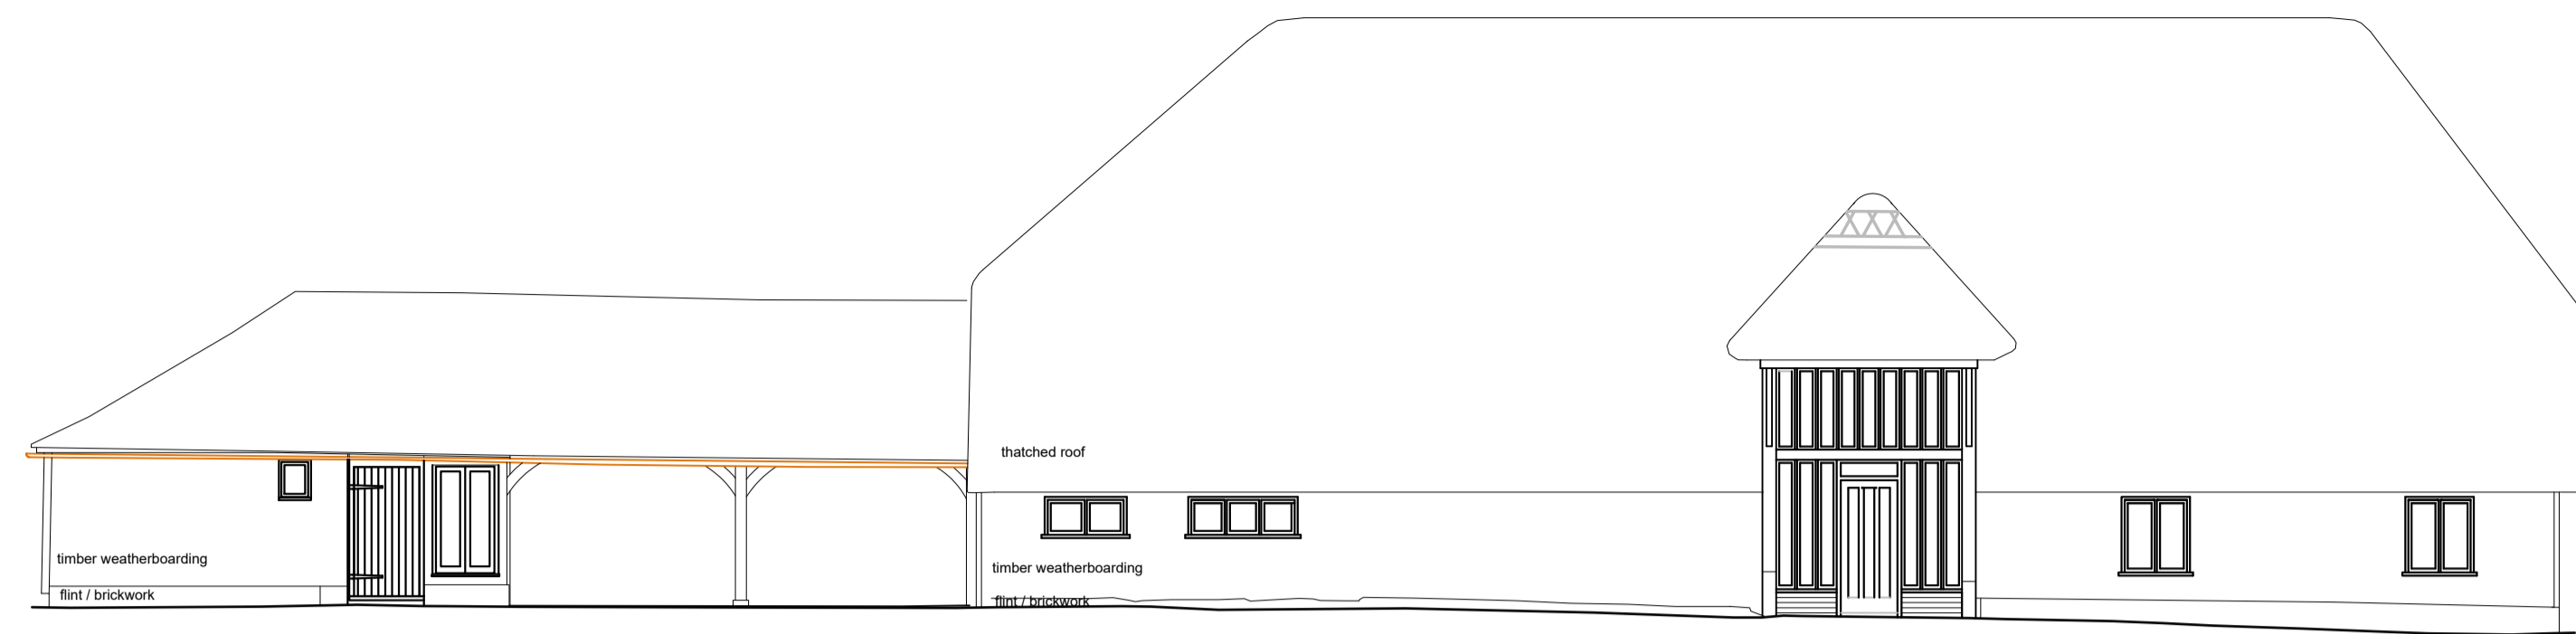 thatched roof
timber weatherboarding
flint / brickwork
timber weatherboarding
flint / brickwork